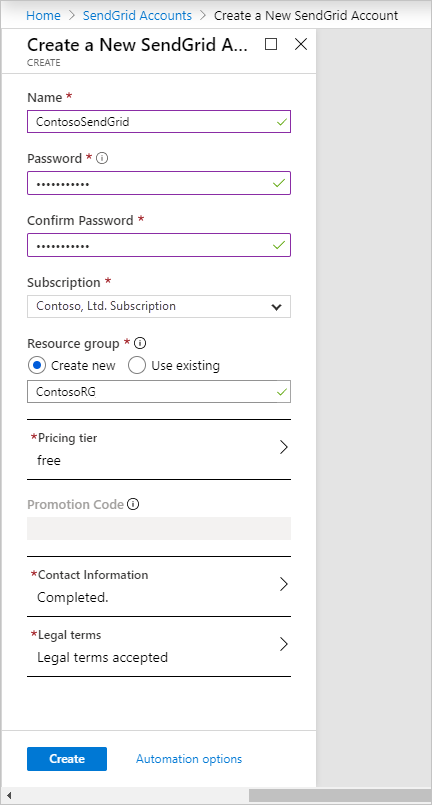 Home > SendGrid Accounts > Create a New SendGrid Account
Create a New SendGrid A...
CREATE
Name *
ContosoSendGrid
Password *
•••••••••••
Confirm Password *
•••••••••••
Subscription *
Contoso, Ltd. Subscription
Resource group *
Create new Use existing
ContosoRG
*Pricing tier
free
Promotion Code
*Contact Information
Completed.
*Legal terms
Legal terms accepted
Create Automation options